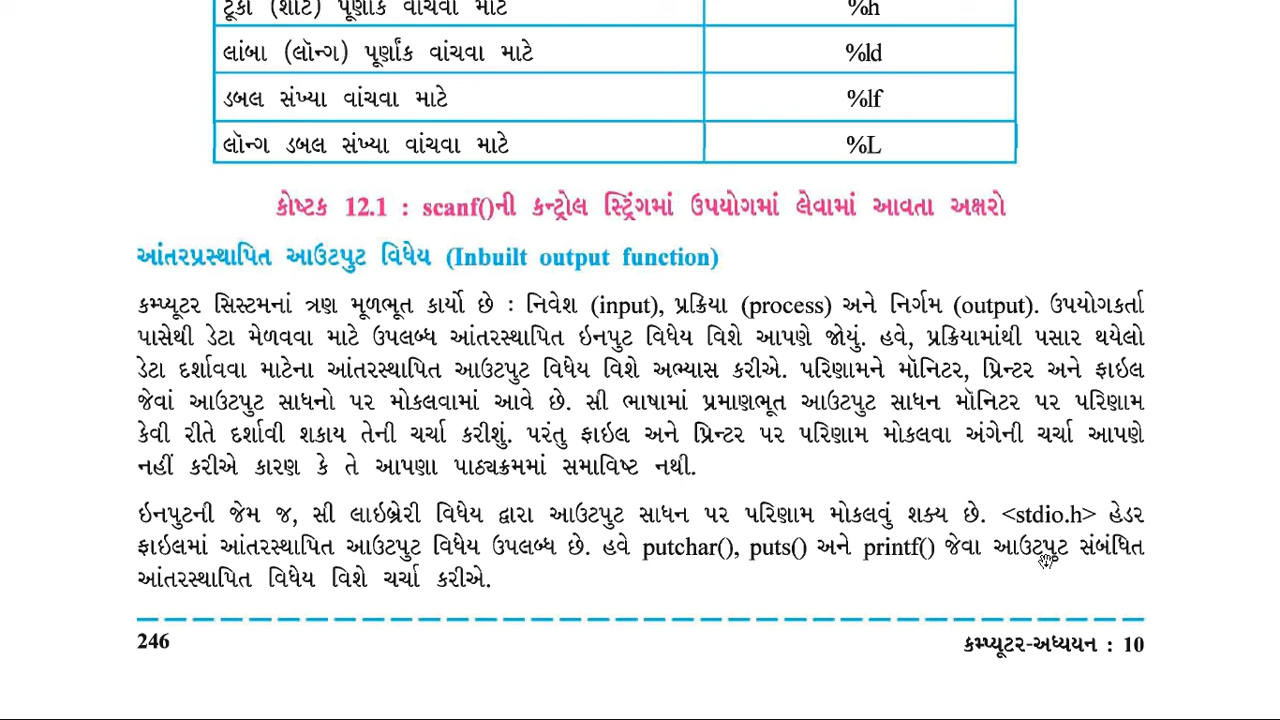 ટૂંકા (શૉર્ટ) પૂર્ણાંક વાંચવા માટે %h
લાંબા (લૉન્ગ) પૂર્ણાંક વાંચવા માટે %ld
ડબલ સંખ્યા વાંચવા માટે %lf
લૉન્ગ ડબલ સંખ્યા વાંચવા માટે %L
કોષ્ટક 12.1 : scanf()ની કન્ટ્રોલ સ્ટ્રિંગમાં ઉપયોગમાં લેવામાં આવતા અક્ષરો
આંતરપ્રસ્થાપિત આઉટપુટ વિધેય (Inbuilt output function)
કમ્પ્યૂટર સિસ્ટમનાં ત્રણ મૂળભૂત કાર્યો છે : નિવેશ (input), પ્રક્રિયા (process) અને નિર્ગમ (output). ઉપયોગકર્તા
પાસેથી ડેટા મેળવવા માટે ઉપલબ્ધ આંતરસ્થાપિત ઇનપુટ વિધેય વિશે આપણે જોયું. હવે, પ્રક્રિયામાંથી પસાર થયેલો
ડેટા દર્શાવવા માટેના આંતરસ્થાપિત આઉટપુટ વિધેય વિશે અભ્યાસ કરીએ. પરિણામને મૉનિટર, પ્રિન્ટર અને ફાઇલ
જેવાં આઉટપુટ સાધનો પર મોકલવામાં આવે છે. સી ભાષામાં પ્રમાણભૂત આઉટપુટ સાધન મૉનિટર પર પરિણામ
કેવી રીતે દર્શાવી શકાય તેની ચર્ચા કરીશું. પરંતુ ફાઇલ અને પ્રિન્ટર પર પરિણામ મોકલવા અંગેની ચર્ચા આપણે
નહીં કરીએ કારણ કે તે આપણા પાઠ્યક્રમમાં સમાવિષ્ટ નથી.
ઇનપુટની જેમ જ, સી લાઇબ્રેરી વિધેય દ્વારા આઉટપુટ સાધન પર પરિણામ મોકલવું શક્ય છે. <stdio.h> હેડર
ફાઇલમાં આંતરસ્થાપિત આઉટપુટ વિધેય ઉપલબ્ધ છે. હવે putchar(), puts() અને printf() જેવા આઉટપુટ સંબંધિત
આંતરસ્થાપિત વિધેય વિશે ચર્ચા કરીએ.
246 કમ્પ્યૂટર-અધ્યયન : 10